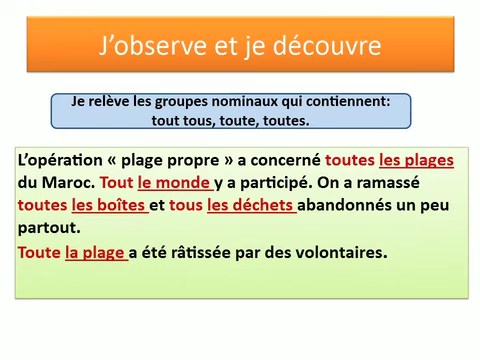 J’observe et je découvre
Je relève les groupes nominaux qui contiennent:
tout tous, toute, toutes.
L’opération « plage propre » a concerné toutes les plages
du Maroc. Tout le monde y a participé. On a ramassé
toutes les boîtes et tous les déchets abandonnés un peu
partout.
Toute la plage a été râtissée par des volontaires.